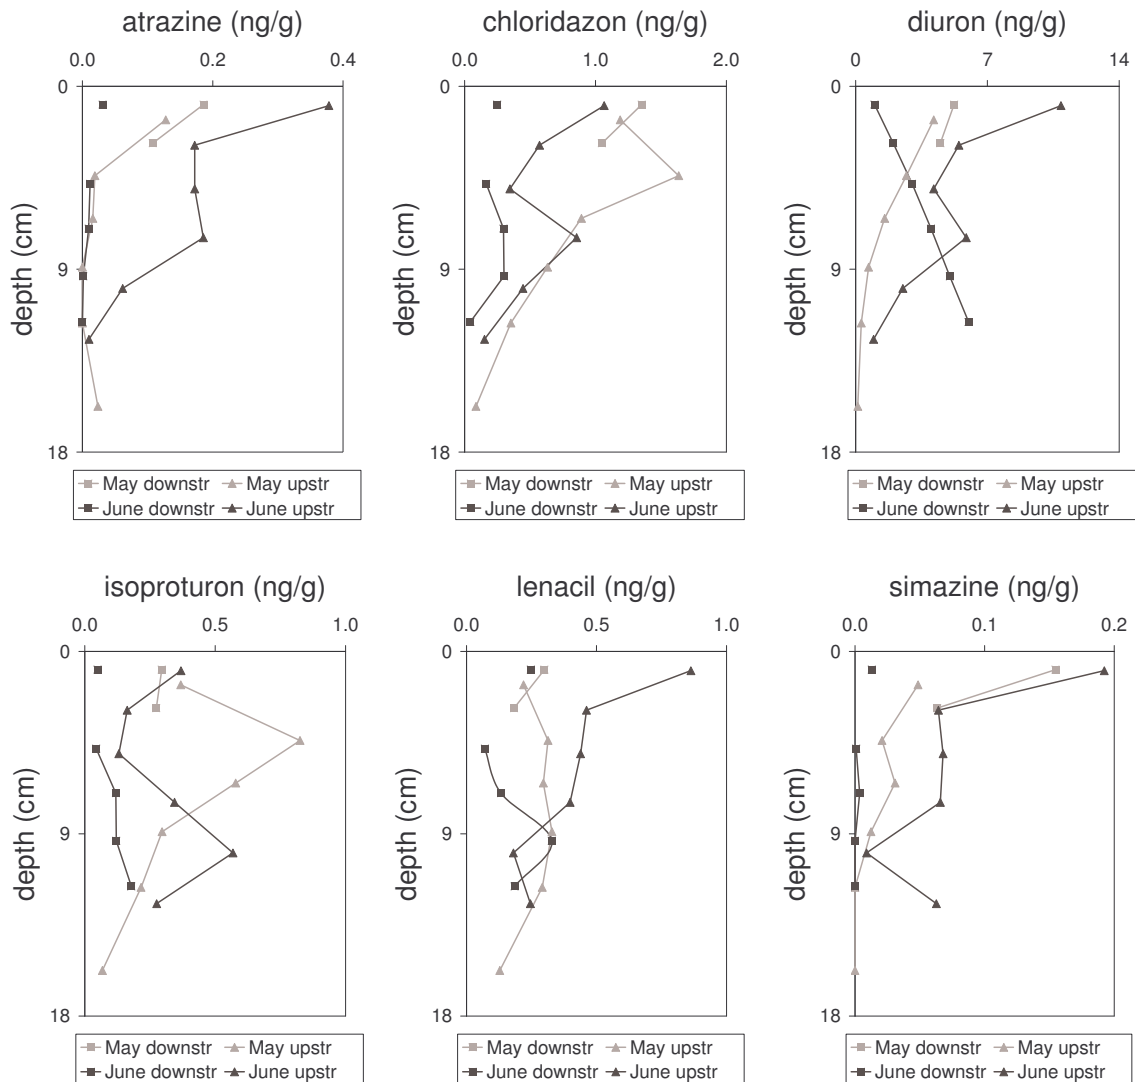 atrazine (ng/g)
0.0 0.2 0.4
0
9
18
depth (cm)
May downstr May upstr
June downstr June upstr
chloridazon (ng/g)
0.0 1.0 2.0
0
9
18
depth (cm)
May downstr May upstr
June downstr June upstr
diuron (ng/g)
0 7 14
0
9
18
depth (cm)
May downstr May upstr
June downstr June upstr
isoproturon (ng/g)
0.0 0.5 1.0
0
9
18
depth (cm)
May downstr May upstr
June downstr June upstr
lenacil (ng/g)
0.0 0.5 1.0
0
9
18
depth (cm)
May downstr May upstr
June downstr June upstr
simazine (ng/g)
0.0 0.1 0.2
0
9
18
depth (cm)
May downstr May upstr
June downstr June upstr